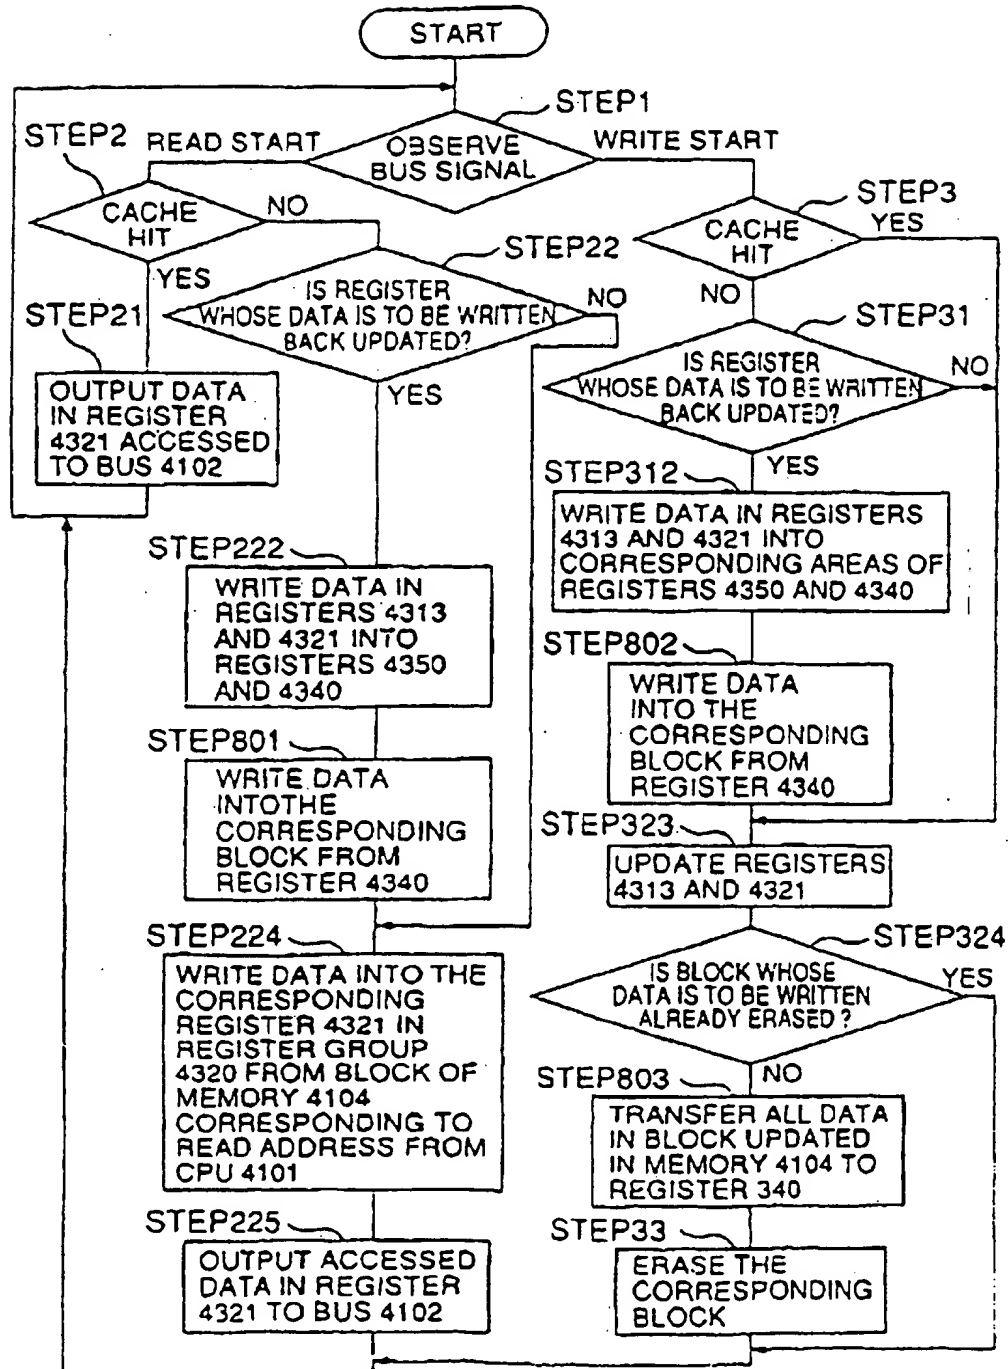 START
STEP1
OBSERVE
BUS SIGNAL
READ START
WRITE START
STEP2
CACHE
HIT
NO
YES
STEP3
CACHE
HIT
YES
NO
STEP22
IS REGISTER
WHOSE DATA IS TO BE WRITTEN
BACK UPDATED?
NO
YES
STEP21
OUTPUT DATA
IN REGISTER
4321 ACCESSED
TO BUS 4102
STEP31
IS REGISTER
WHOSE DATA IS TO BE WRITTEN
BACK UPDATED?
NO
YES
STEP222
WRITE DATA IN
REGISTERS 4313
AND 4321 INTO
REGISTERS 4350
AND 4340
STEP312
WRITE DATA IN REGISTERS
4313 AND 4321 INTO
CORRESPONDING AREAS OF
REGISTERS 4350 AND 4340
STEP801
WRITE DATA
INTOTHE
CORRESPONDING
BLOCK FROM
REGISTER 4340
STEP802
WRITE DATA
INTO THE
CORRESPONDING
BLOCK FROM
REGISTER 4340
STEP323
UPDATE REGISTERS
4313 AND 4321
STEP224
WRITE DATA INTO THE
CORRESPONDING
REGISTER 4321 IN
REGISTER GROUP
4320 FROM BLOCK OF
MEMORY 4104
CORRESPONDING TO
READ ADDRESS FROM
CPU 4101
STEP324
IS BLOCK WHOSE
DATA IS TO BE WRITTEN
ALREADY ERASED ?
YES
NO
STEP803
TRANSFER ALL DATA
IN BLOCK UPDATED
IN MEMORY 4104 TO
REGISTER 340
STEP225
OUTPUT ACCESSED
DATA IN REGISTER
4321 TO BUS 4102
STEP33
ERASE THE
CORRESPONDING
BLOCK